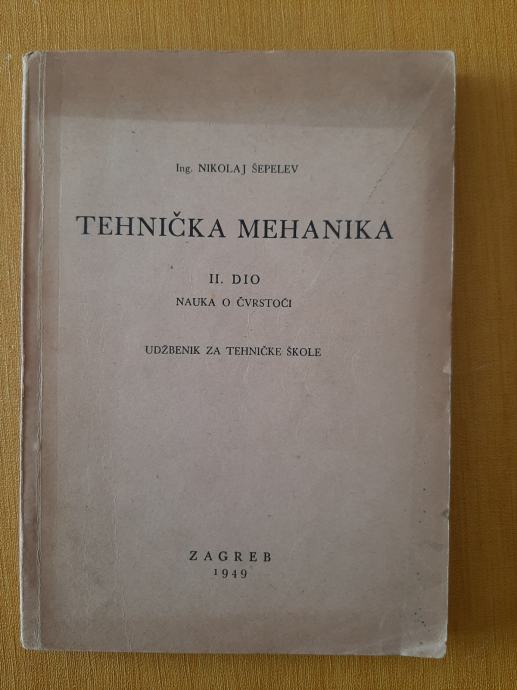 Ing. NIKOLAJ ŠEPELEV
TEHNIČKA MEHANIKA
II. DIO
NAUKA O ČVRSTOĆI
UDŽBENIK ZA TEHNIČKE ŠKOLE
ZAGREB
1949